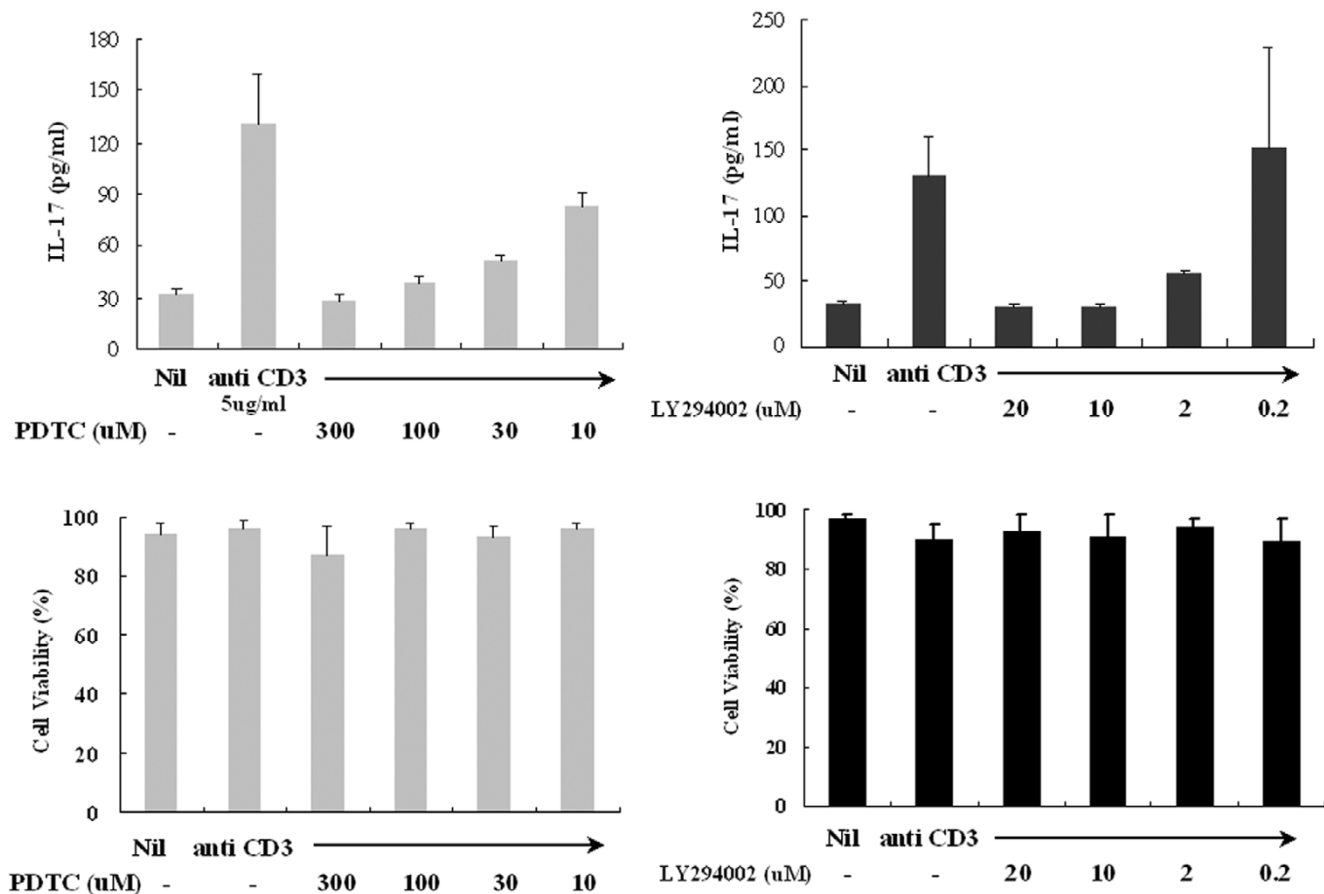 180
150
120
90
60
30
0
IL-17 (pg/ml)
Nil anti CD3
5ug/ml
PDTC (uM) - - 300 100 30 10
250
200
150
100
50
0
IL-17 (pg/ml)
Nil anti CD3
LY294002 (uM) - - 20 10 2 0.2
100
80
60
40
20
0
Cell Viability (%)
Nil anti CD3
PDTC (uM) - - 300 100 30 10
100
80
60
40
20
0
Cell Viability (%)
Nil anti CD3
LY294002 (uM) - - 20 10 2 0.2